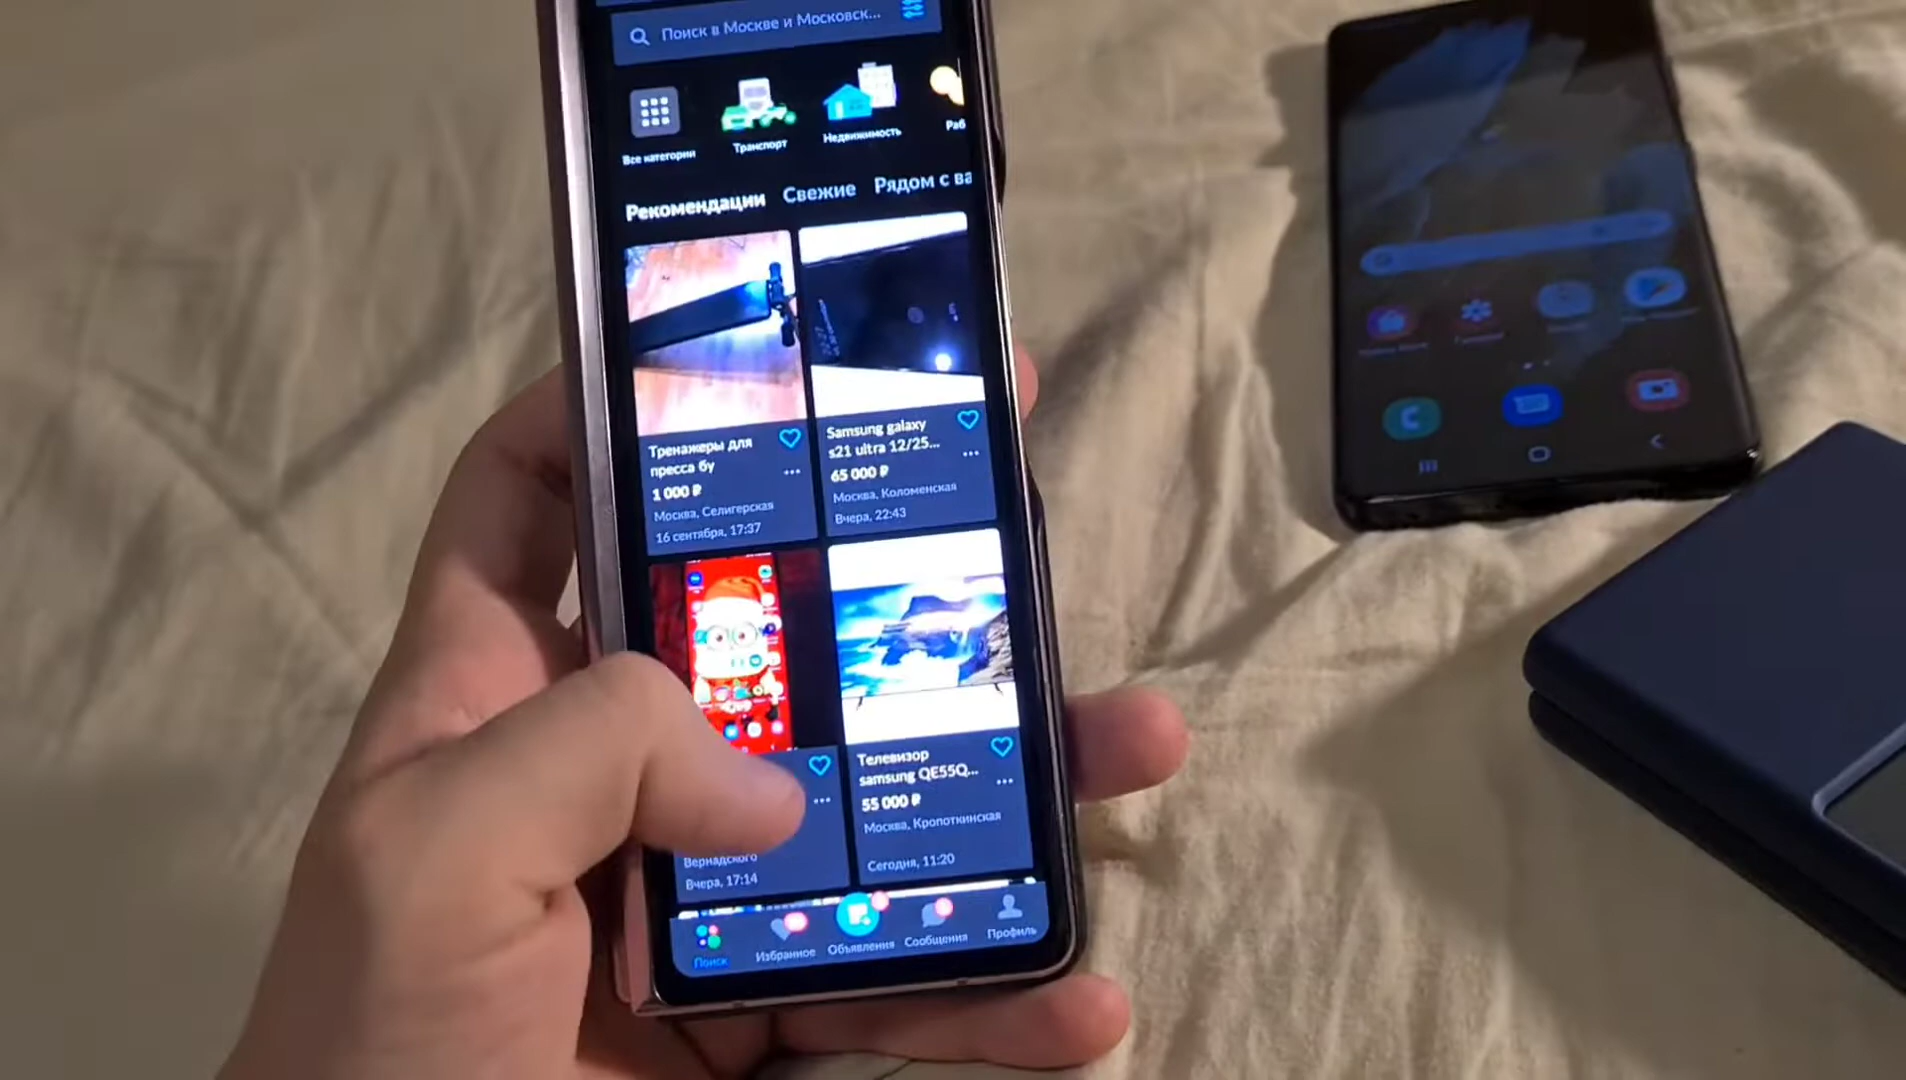 Поиск в Москве и Московск...
Все категории
Транспорт
Недвижимость
Раб
Рекомендации
Свежие
Рядом с ва
Тренажеры для
пресса бу
1 000 ₽
Москва, Селигерская
16 сентября, 17:37
Samsung galaxy
s21 ultra 12/25...
65 000 ₽
Москва, Коломенская
Вчера, 22:43
Вернадского
Вчера, 17:14
Телевизор
samsung QE55Q...
55 000 ₽
Москва, Кропоткинская
Сегодня, 11:20
Поиск
Избранное
Объявления
Сообщения
Профиль